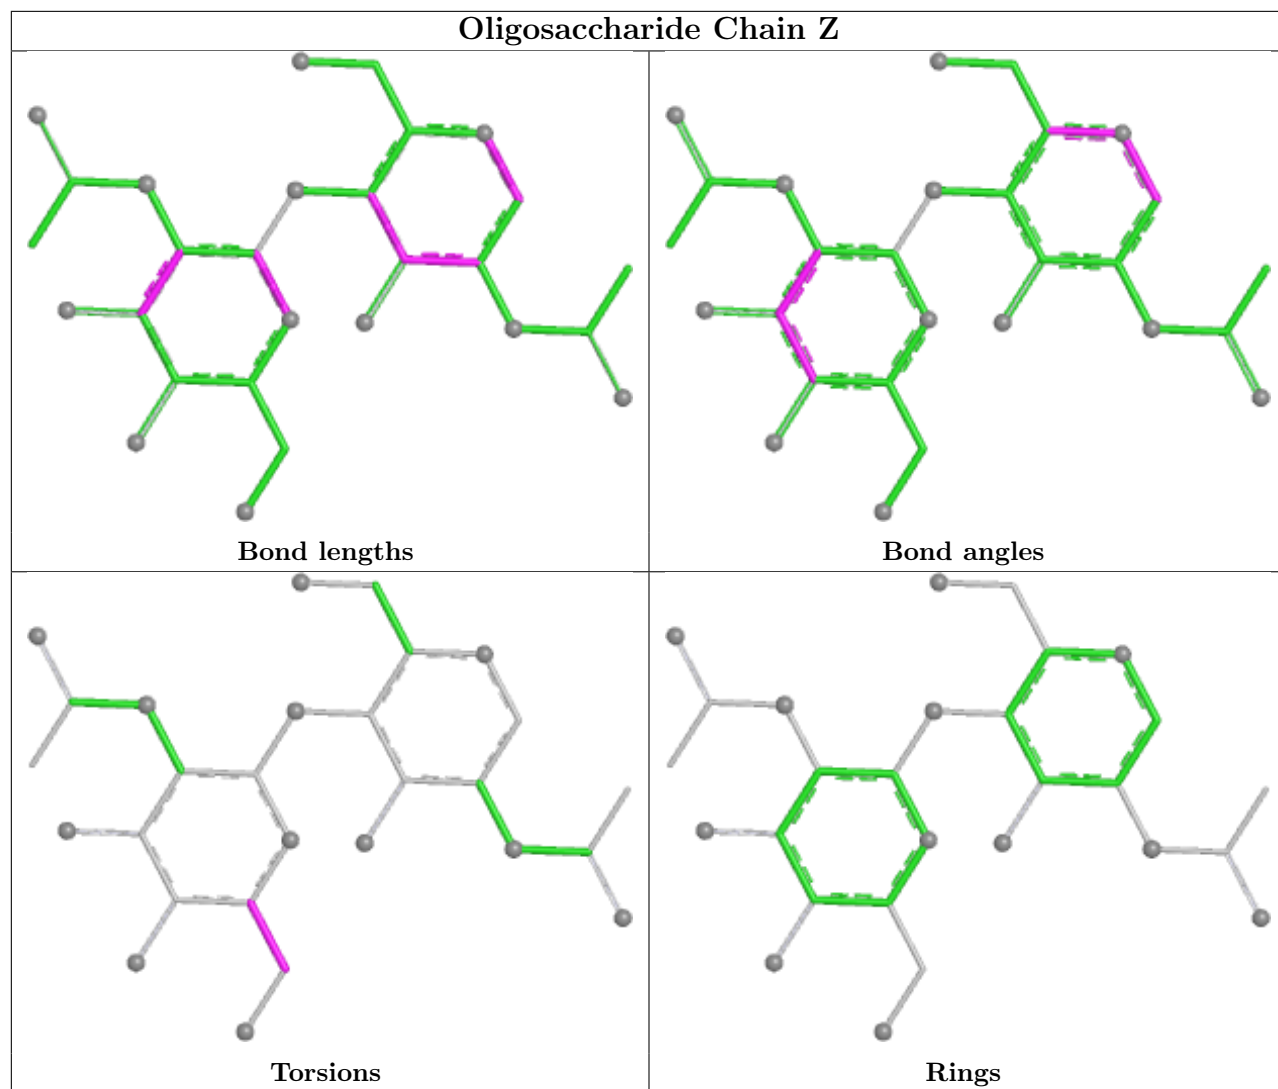 Oligosaccharide Chain Z
Bond lengths
Bond angles
Torsions
Rings